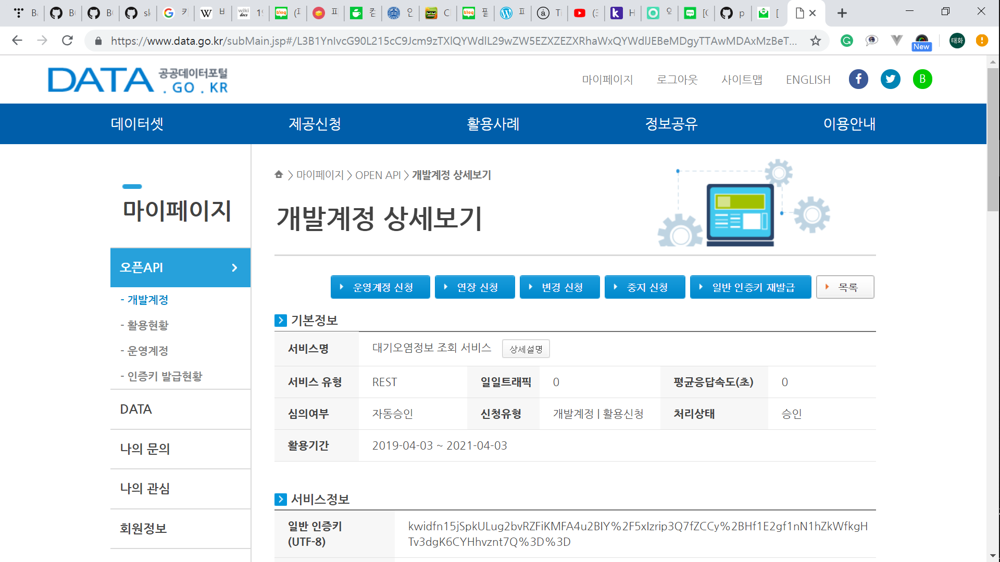 https://www.data.go.kr/subMain.jsp#/L3B1YnIvcG90L215cC9Jcm9zTXlQYWdlL29wZW5EZXZEZXRhaWxQYWdlJEBeMDgyTTAwMDAxMzBeT...
New
태화
DATA 공공데이터포털
. GO . KR
마이페이지 로그아웃 사이트맵 ENGLISH f B
데이터셋 제공신청 활용사례 정보공유 이용안내
> 마이페이지 > OPEN API > 개발계정 상세보기
마이페이지
개발계정 상세보기
오픈API
- 개발계정
- 활용현황
- 운영계정
- 인증키 발급현황
DATA
나의 문의
나의 관심
회원정보
운영계정 신청 연장 신청 변경 신청 중지 신청 일반 인증키 재발급 목록
기본정보
서비스명 대기오염정보 조회 서비스 상세설명
서비스 유형 REST 일일트래픽 0 평균응답속도(초) 0
심의여부 자동승인 신청유형 개발계정 | 활용신청 처리상태 승인
활용기간 2019-04-03 ~ 2021-04-03
서비스정보
일반 인증키 kwidfn15jSpkULug2bvRZFiKMFA4u2BIY%2F5xIzrip3Q7fZCCy%2BHf1E2gf1nN1hZkWfkgH
(UTF-8) Tv3dgK6CYHhvznt7Q%3D%3D